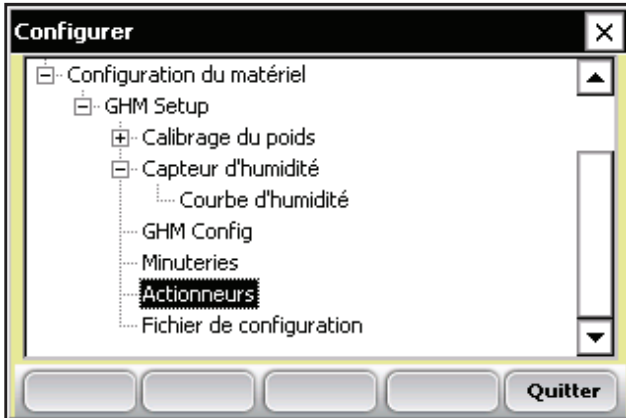 Configurer
Configuration du matériel
GHM Setup
Calibrage du poids
Capteur d'humidité
Courbe d'humidité
GHM Config
Minuteries
Actionneurs
Fichier de configuration
Quitter